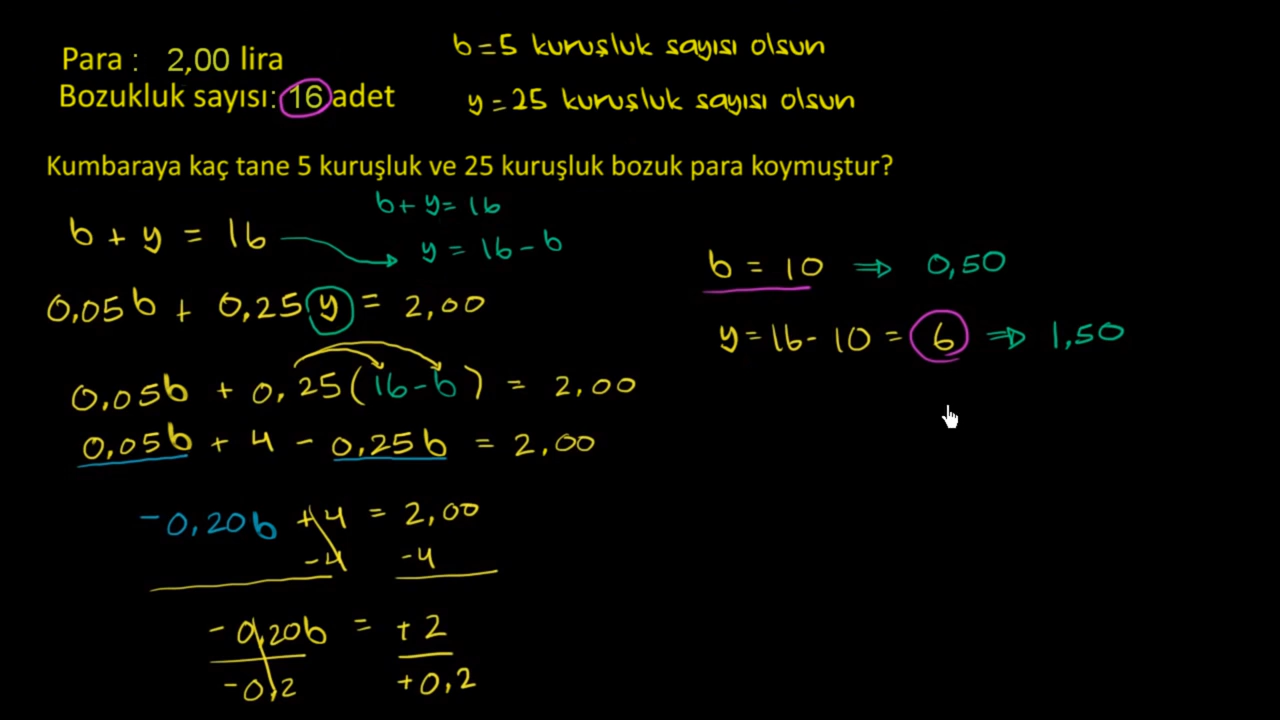 Para : 2,00 lira
Bozukluk sayısı: 16 adet
b = 5 kuruşluk sayısı olsun
y = 25 kuruşluk sayısı olsun
Kumbaraya kaç tane 5 kuruşluk ve 25 kuruşluk bozuk para koymuştur?
b + y = 16
b + y = 16
y = 16 - b
0,05b + 0,25 y = 2,00
0,05b + 0,25(16-b) = 2,00
0,05b + 4 - 0,25b = 2,00
-0,20b +4 = 2,00
-4 -4
-0,20b = +2
-0,2 +0,2
b = 10 ⇒ 0,50
y = 16 - 10 = 6 ⇒ 1,50